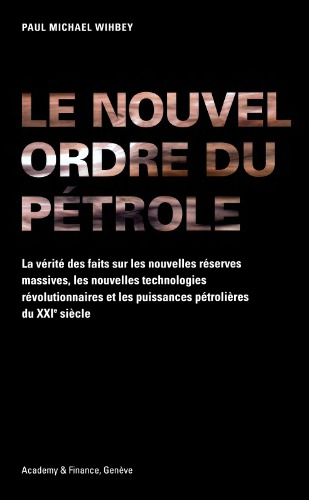 PAUL MICHAEL WIHBEY
LE NOUVEL
ORDRE DU
PÉTROLE
La vérité des faits sur les nouvelles réserves
massives, les nouvelles technologies
révolutionnaires et les puissances pétrolières
du XXIᵉ siècle
Academy & Finance, Genève